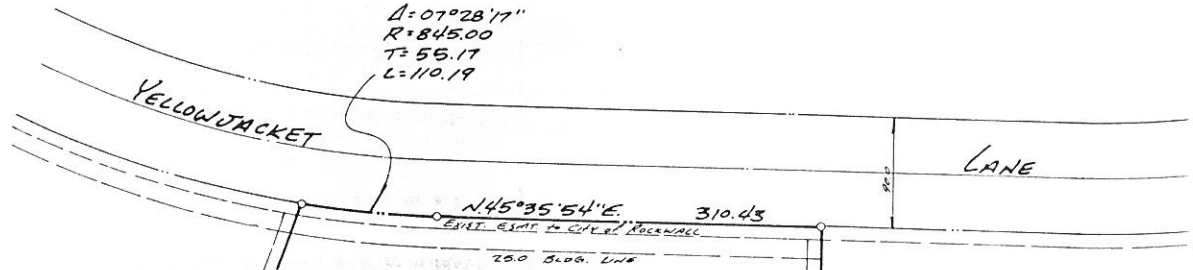 Δ=07°28'17"
R=845.00
T=55.17
L=110.19
YELLOWJACKET
LANE
N.45°35'54"E. 310.43
EXIST. ESMT. to CITY of ROCKWALL
25.0 BLDG. LINE